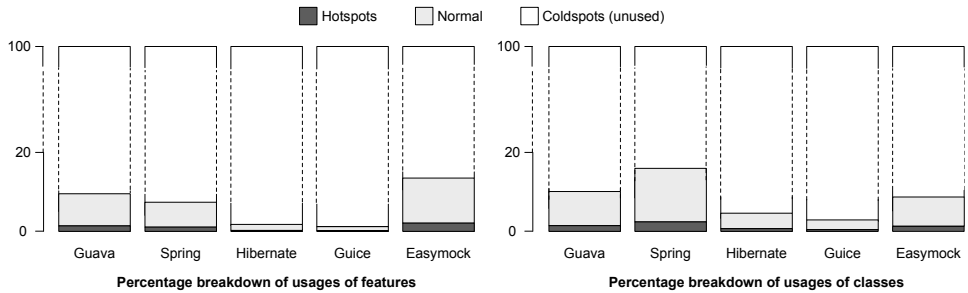 Hotspots Normal Coldspots (unused)
100 100
20 20
0 0
Guava Spring Hibernate Guice Easymock Guava Spring Hibernate Guice Easymock
Percentage breakdown of usages of features Percentage breakdown of usages of classes